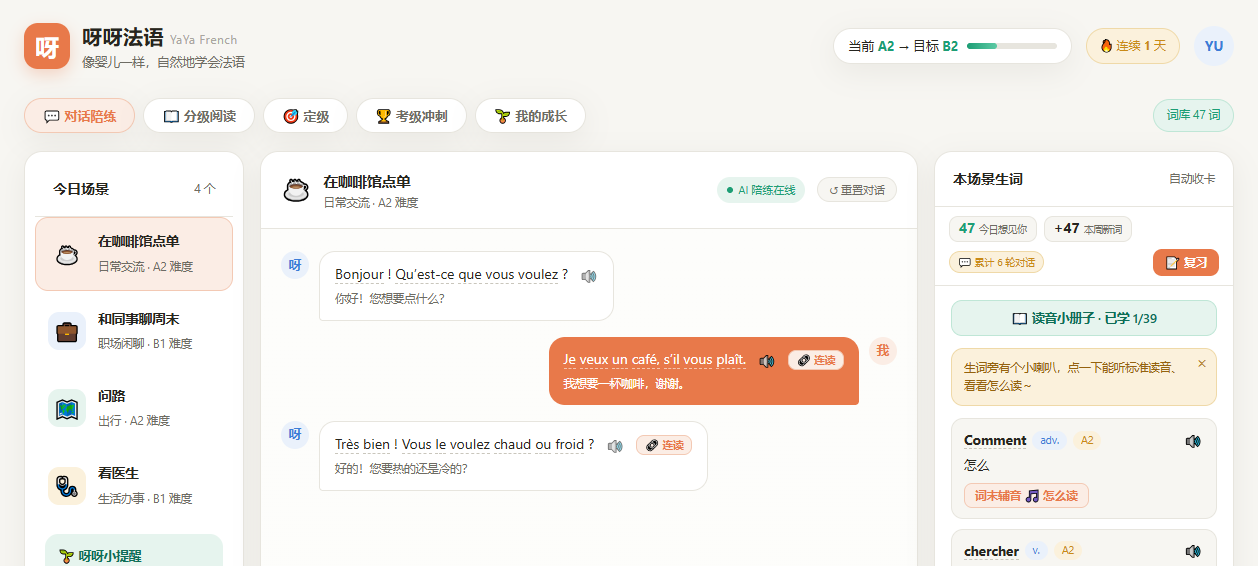 呀
呀呀法语 YaYa French
像婴儿一样，自然地学会法语
当前 A2 → 目标 B2
连续 1 天
YU
对话陪练
分级阅读
定级
考级冲刺
我的成长
词库 47 词
今日场景 4 个
在咖啡馆点单
日常交流 · A2 难度
和同事聊周末
职场闲聊 · B1 难度
问路
出行 · A2 难度
看医生
生活办事 · B1 难度
呀呀小提醒
在咖啡馆点单
日常交流 · A2 难度
AI 陪练在线
↺ 重置对话
呀
Bonjour ! Qu'est-ce que vous voulez ?
你好！您想要点什么？
Je veux un café, s'il vous plaît.
连读
我
我想要一杯咖啡，谢谢。
呀
Très bien ! Vous le voulez chaud ou froid ?
连读
好的！您要热的还是冷的？
本场景生词 自动收卡
47 今日想见你
+47 本周新词
累计 6 轮对话
复习
读音小册子 · 已学 1/39
生词旁有个小喇叭，点一下能听标准读音、
看看怎么读～
×
Comment adv. A2
怎么
词末辅音 🎵 怎么读
chercher v. A2